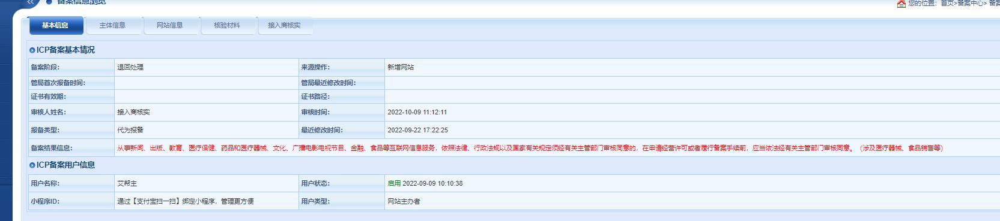 备案信息浏览
您的位置：首页>备案中心> 备案
基本信息 主体信息 网站信息 核验材料 接入商核实
ICP备案基本情况
备案阶段： 退回处理 来源操作： 新增网站
管局首次报备时间： 管局最近修改时间：
证书有效期： 证书路径：
审核人姓名： 接入商核实 审核时间： 2022-10-09 11:12:11
报备类型： 代为报备 最近修改时间： 2022-09-22 17:22:25
备案结果信息： 从事新闻、出版、教育、医疗保健、药品和医疗器械、文化、广播电影电视节目、金融、食品等互联网信息服务，依照法律、行政法规以及国家有关规定须经有关主管部门审核同意的，在申请经营许可或者履行备案手续前，应当依法经有关主管部门审核同意。（涉及医疗器械、食品销售等）
ICP备案用户信息
用户名称： 艾帮主 用户状态： 启用 2022-09-09 10:10:38
小程序ID： 通过【支付宝扫一扫】绑定小程序，管理更方便 用户类型： 网站主办者